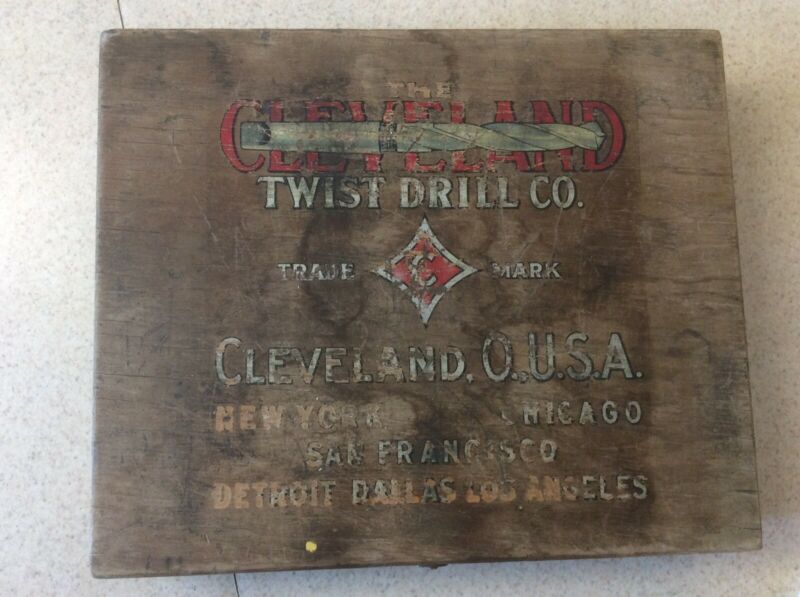 THE
CLEVELAND
TWIST DRILL CO.
TRADE MARK
CLEVELAND, O., U.S.A.
NEW YORK CHICAGO
SAN FRANCISCO
DETROIT DALLAS LOS ANGELES